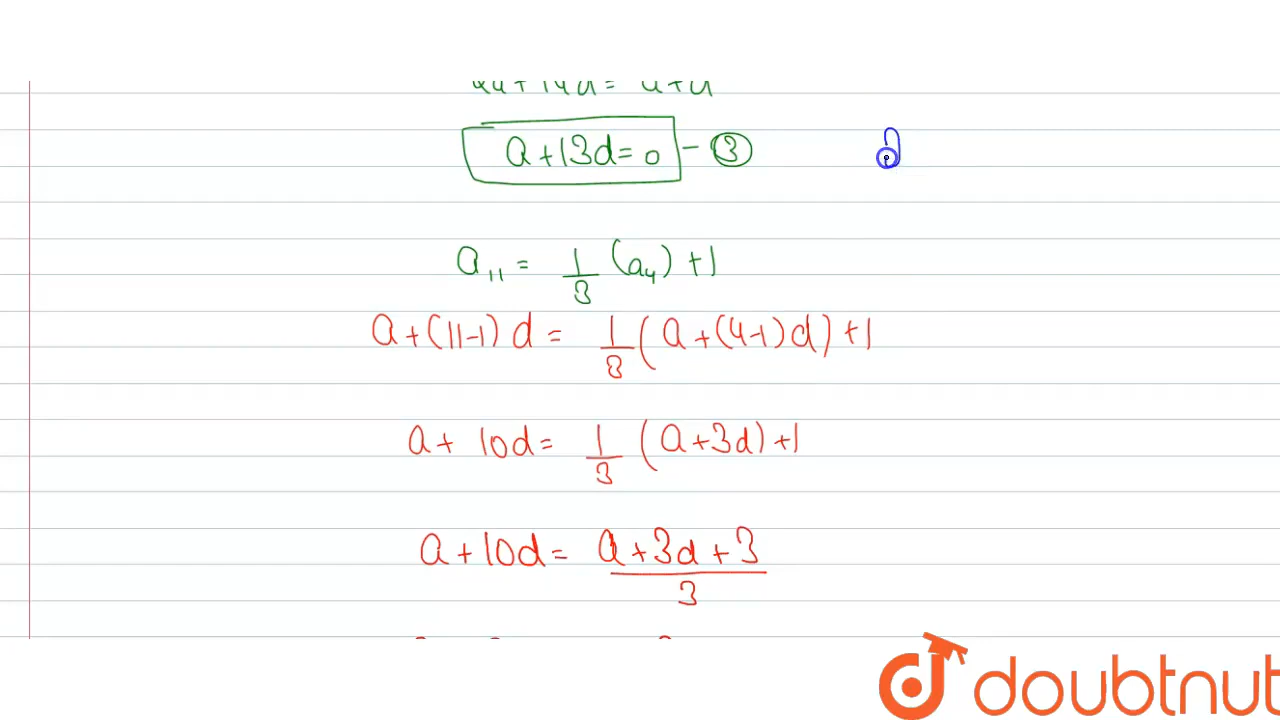 a+13d=0 - ③
a₁₁ = 1/3 (a₄) + 1
a+(11-1)d = 1/3 (a+(4-1)d)+1
a+ 10d= 1/3 (a+3d)+1
a+10d= a+3d+3/3
doubtnut